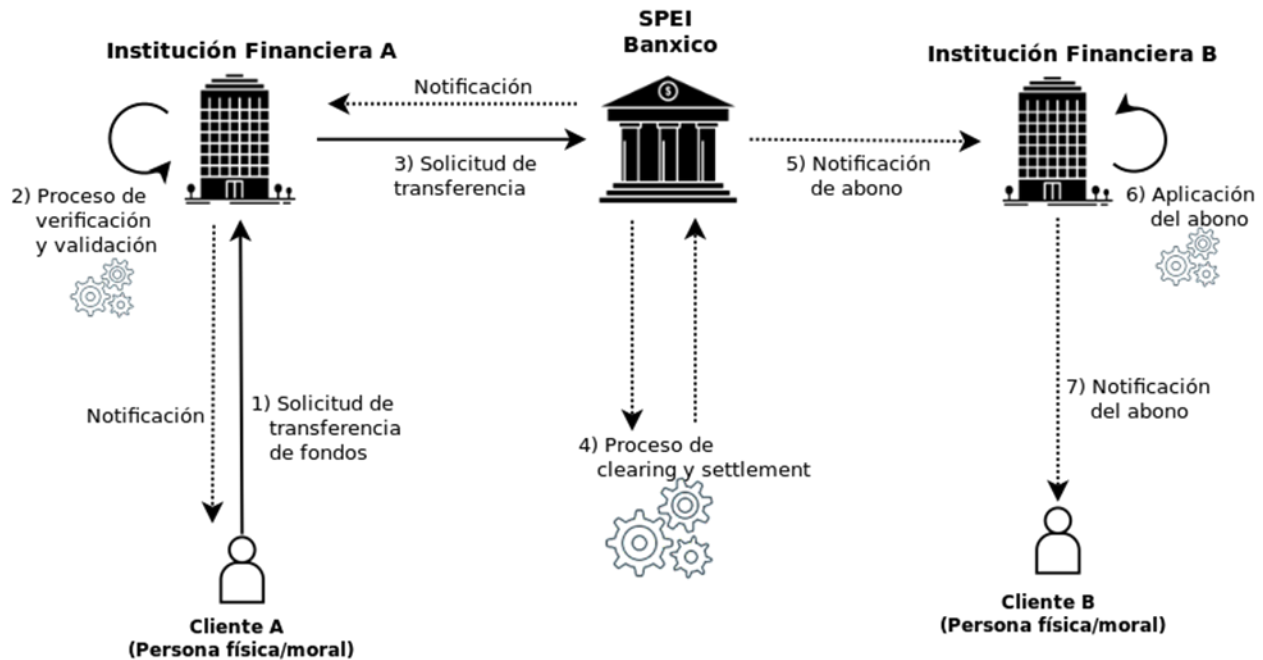 SPEI
Banxico
Institución Financiera A
Institución Financiera B
Notificación
3) Solicitud de
transferencia
5) Notificación
de abono
2) Proceso de
verificación
y validación
6) Aplicación
del abono
$
Notificación
1) Solicitud de
transferencia
de fondos
4) Proceso de
clearing y settlement
7) Notificación
del abono
Cliente A
(Persona física/moral)
Cliente B
(Persona física/moral)